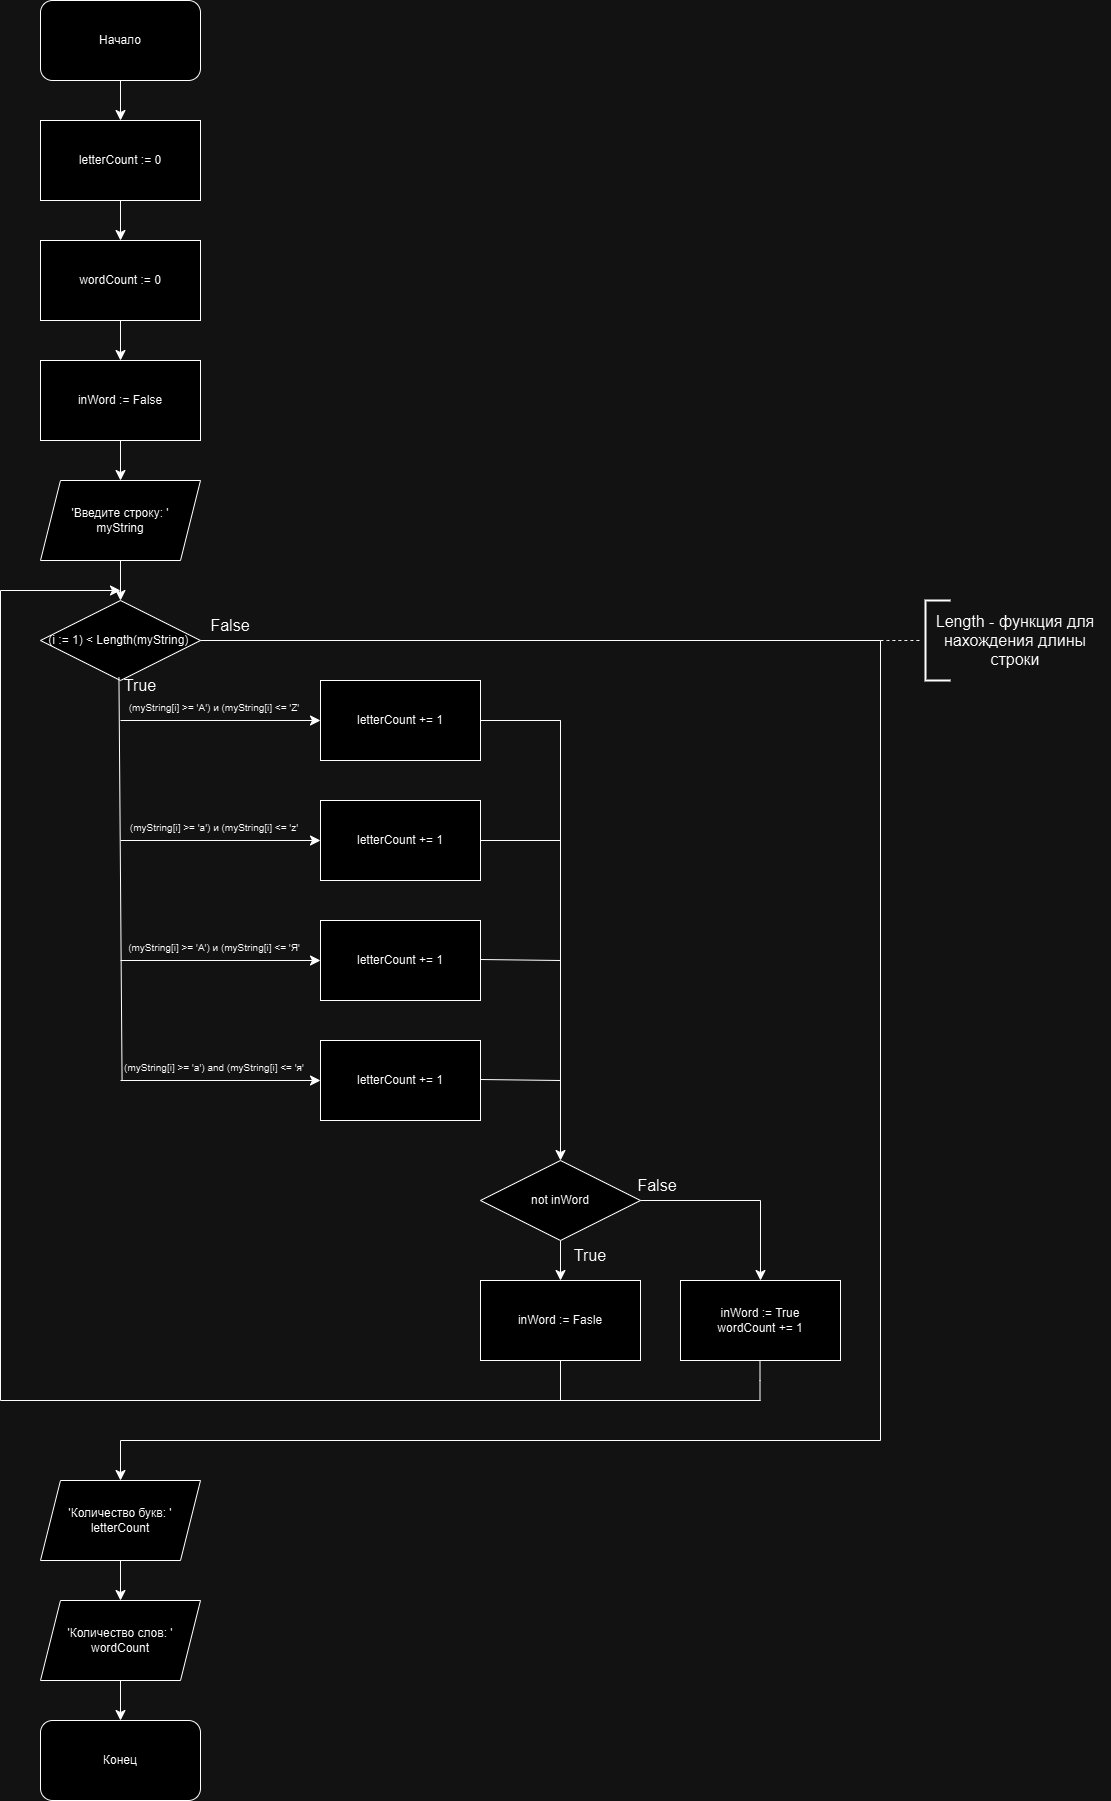 Начало
letterCount := 0
wordCount := 0
inWord := False
'Введите строку: '
myString
(i := 1) < Length(myString)
False
Length - функция для
нахождения длины
строки
True
(myString[i] >= 'A') и (myString[i] <= 'Z'
letterCount += 1
(myString[i] >= 'a') и (myString[i] <= 'z'
letterCount += 1
(myString[i] >= 'А') и (myString[i] <= 'Я'
letterCount += 1
(myString[i] >= 'а') and (myString[i] <= 'я'
letterCount += 1
not inWord
False
True
inWord := Fasle
inWord := True
wordCount += 1
'Количество букв: '
letterCount
'Количество слов: '
wordCount
Конец